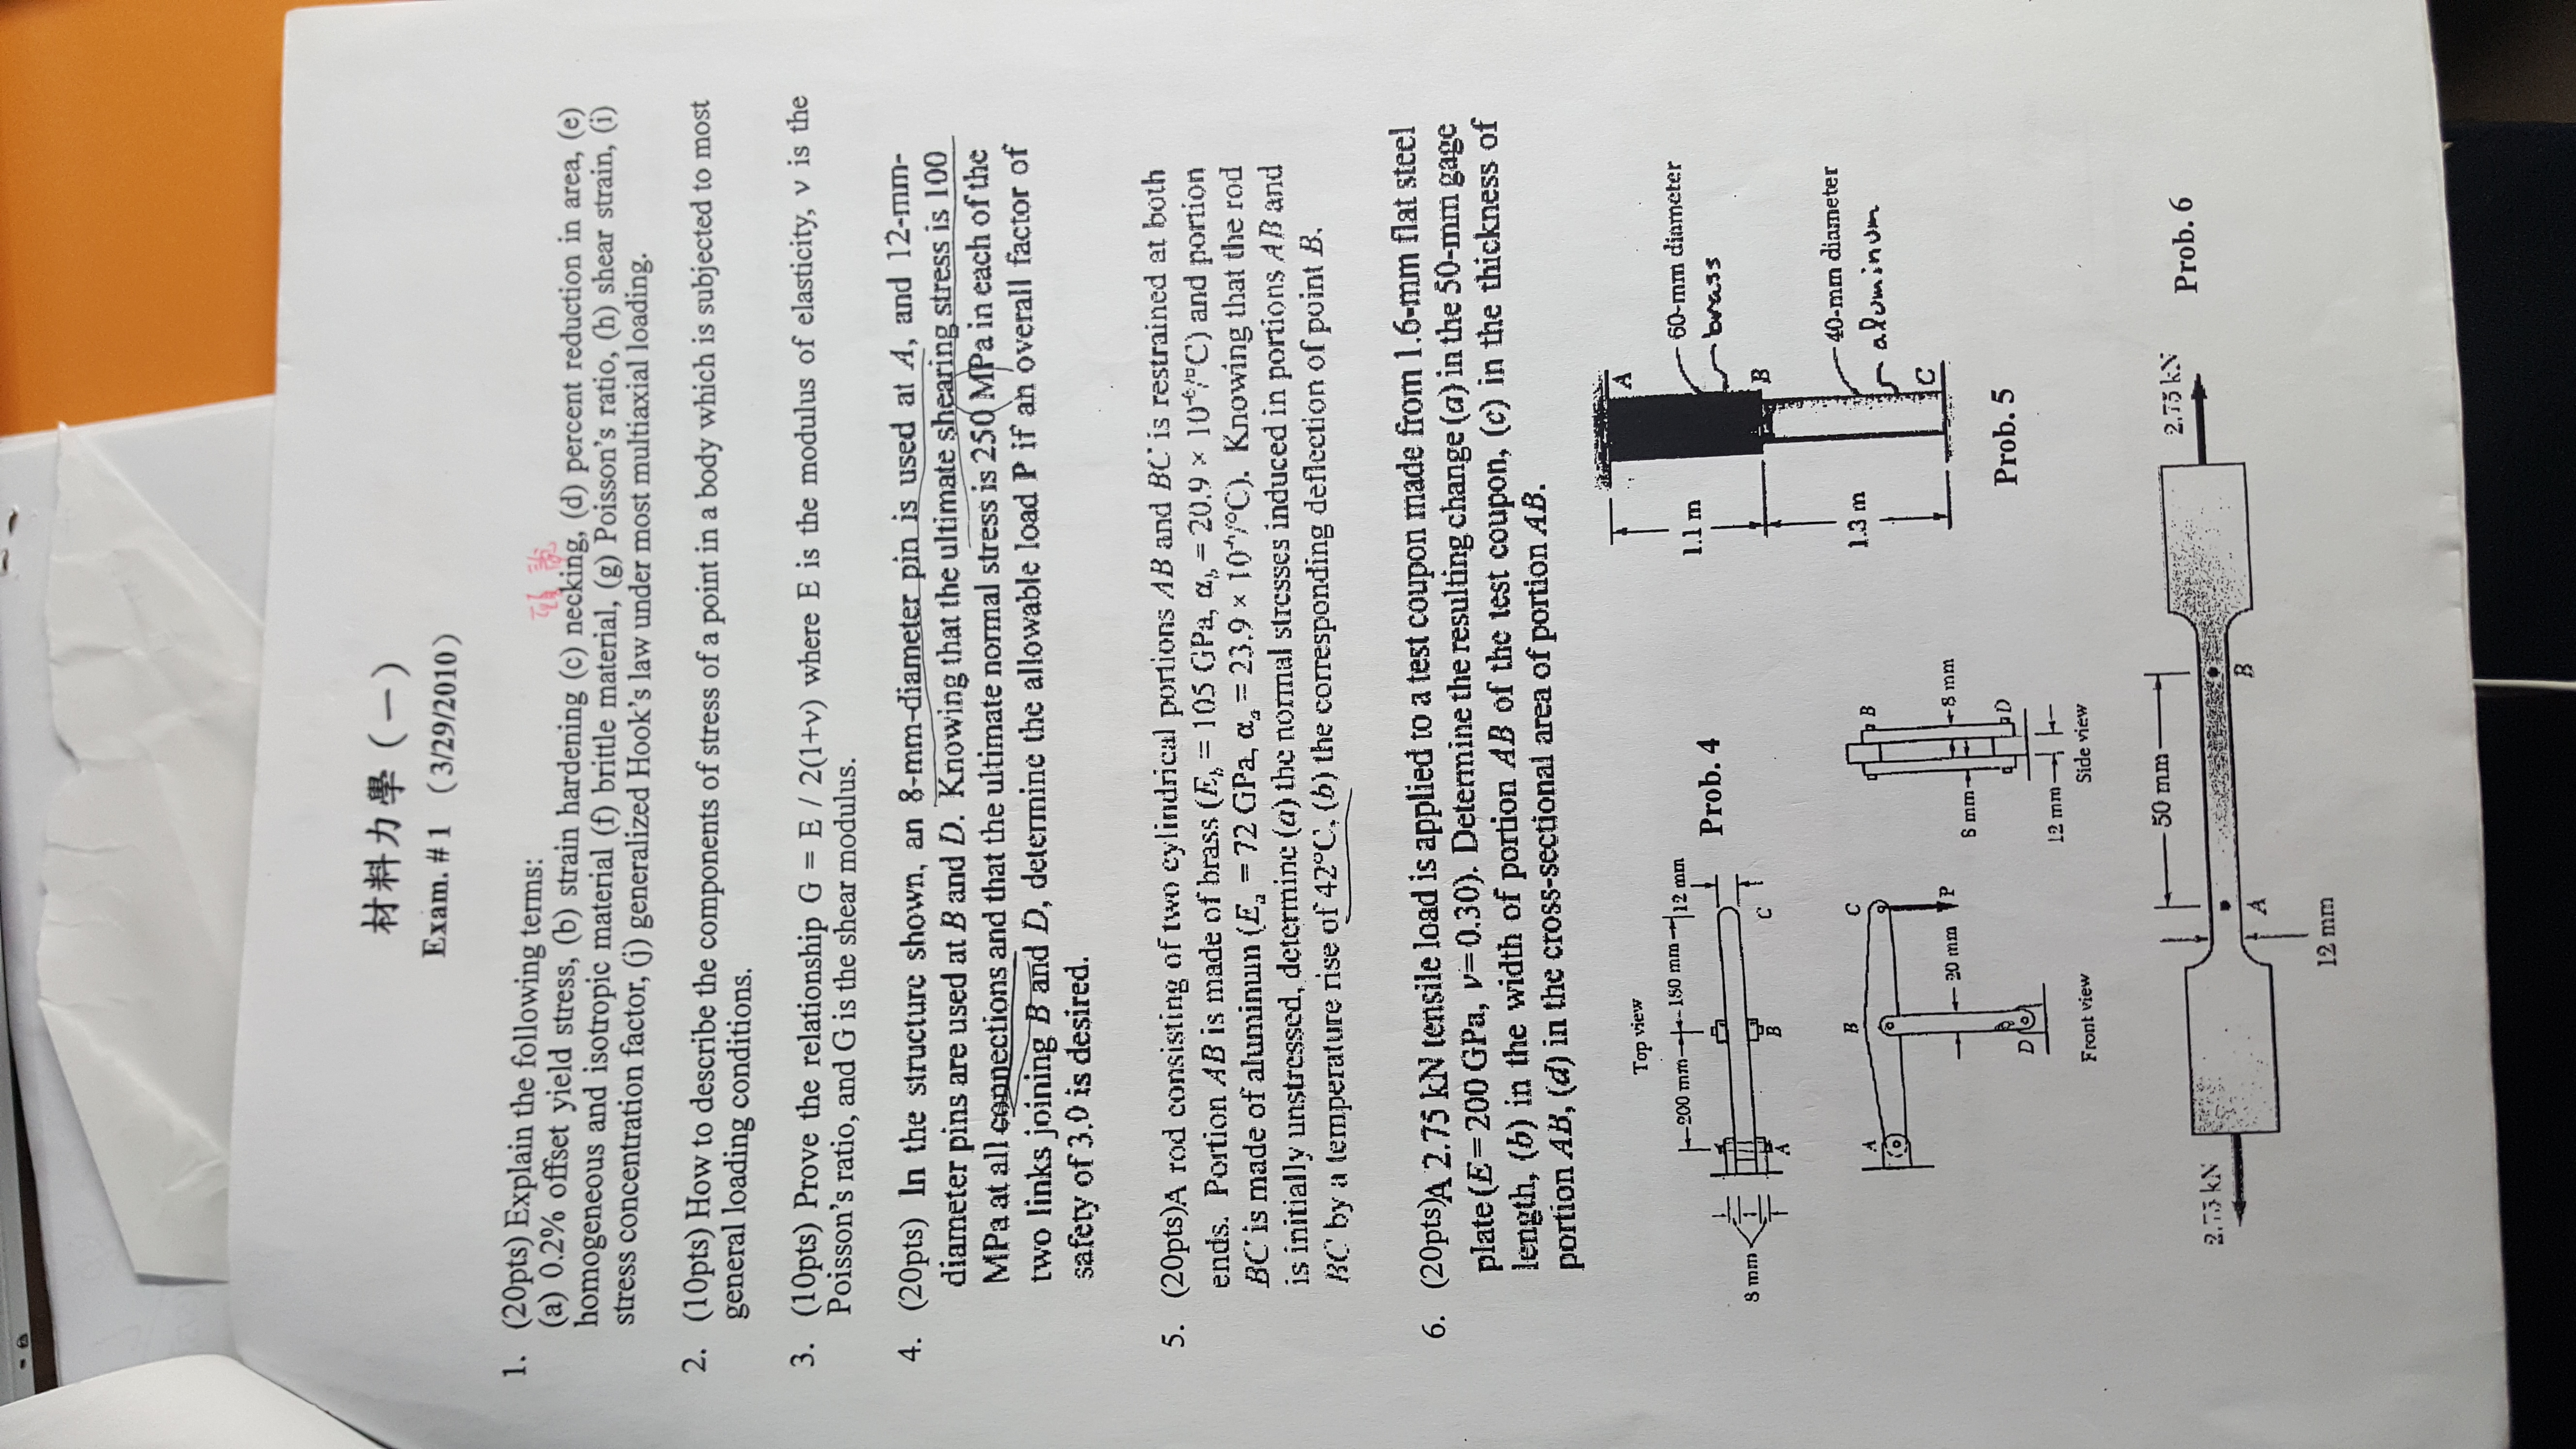 材料力學 (一)
Exam. # 1 (3/29/2010)
1. (20pts) Explain the following terms:
(a) 0.2% offset yield stress, (b) strain hardening (c) necking, (d) percent reduction in area, (e)
homogeneous and isotropic material (f) brittle material, (g) Poisson's ratio, (h) shear strain, (i)
stress concentration factor, (j) generalized Hook's law under most multiaxial loading.
2. (10pts) How to describe the components of stress of a point in a body which is subjected to most
general loading conditions.
3. (10pts) Prove the relationship G = E / 2(1+ν) where E is the modulus of elasticity, ν is the
Poisson's ratio, and G is the shear modulus.
4. (20pts) In the structure shown, an 8-mm-diameter pin is used at A, and 12-mm-
diameter pins are used at B and D. Knowing that the ultimate shearing stress is 100
MPa at all connections and that the ultimate normal stress is 250 MPa in each of the
two links joining B and D, determine the allowable load P if an overall factor of
safety of 3.0 is desired.
5. (20pts)A rod consisting of two cylindrical portions AB and BC is restrained at both
ends. Portion AB is made of brass (E_b = 105 GPa, α_b = 20.9 × 10⁻⁶/°C) and portion
BC is made of aluminum (E_a = 72 GPa, α_a = 23.9 × 10⁻⁶/°C). Knowing that the rod
is initially unstressed, determine (a) the normal stresses induced in portions AB and
BC by a temperature rise of 42°C, (b) the corresponding deflection of point B.
6. (20pts)A 2.75 kN tensile load is applied to a test coupon made from 1.6-mm flat steel
plate (E=200 GPa, ν=0.30). Determine the resulting change (a) in the 50-mm gage
length, (b) in the width of portion AB of the test coupon, (c) in the thickness of
portion AB, (d) in the cross-sectional area of portion AB.
Top view
200 mm
180 mm
12 mm
8 mm
A
B
C
Prob. 4
A
B
C
20 mm
P
D
Front view
B
8 mm
8 mm
D
12 mm
Side view
A
1.1 m
60-mm diameter
brass
B
1.3 m
40-mm diameter
aluminum
C
Prob. 5
50 mm
2.75 kN
2.75 kN
A
B
12 mm
Prob. 6